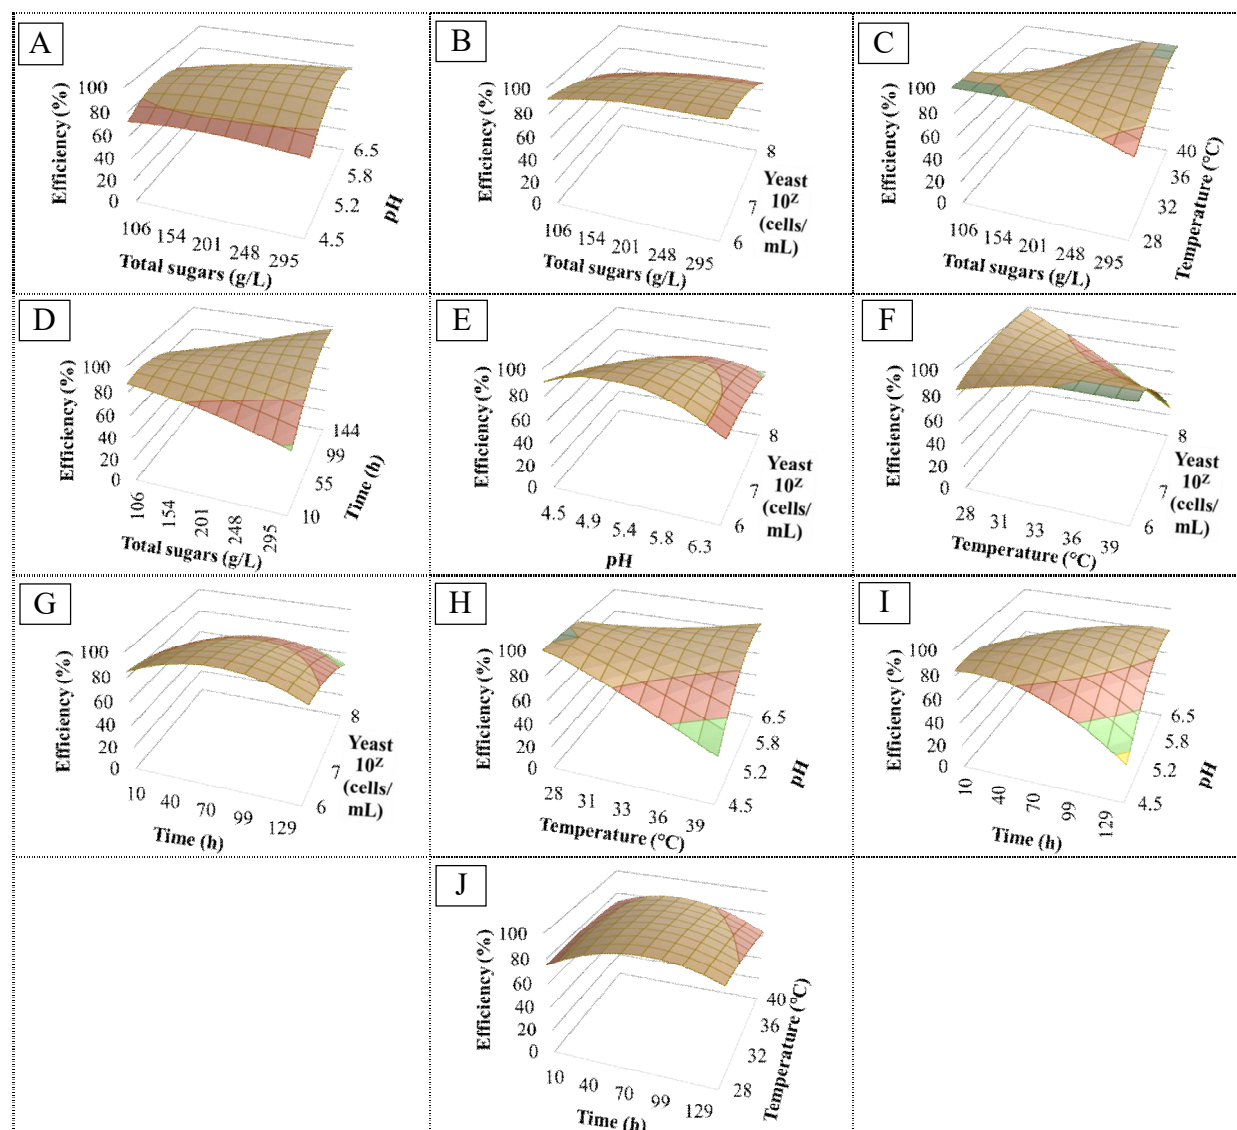 A
Efficiency (%)
100
80
60
40
20
0
106 154 201 248 295
Total sugars (g/L)
6.5
5.8
5.2
4.5
pH
B
Efficiency (%)
100
80
60
40
20
0
106 154 201 248 295
Total sugars (g/L)
8
7
6
Yeast
10ᶻ
(cells/
mL)
C
Efficiency (%)
100
80
60
40
20
0
106 154 201 248 295
Total sugars (g/L)
40
36
32
28
Temperature (°C)
D
Efficiency (%)
100
80
60
40
20
0
106 154 201 248 295
Total sugars (g/L)
144
99
55
10
Time (h)
E
Efficiency (%)
100
80
60
40
20
0
4.5 4.9 5.4 5.8 6.3
pH
8
7
6
Yeast
10ᶻ
(cells/
mL)
F
Efficiency (%)
100
80
60
40
20
0
28 31 33 36 39
Temperature (°C)
8
7
6
Yeast
10ᶻ
(cells/
mL)
G
Efficiency (%)
100
80
60
40
20
0
10 40 70 99 129
Time (h)
8
7
6
Yeast
10ᶻ
(cells/
mL)
H
Efficiency (%)
100
80
60
40
20
0
28 31 33 36 39
Temperature (°C)
6.5
5.8
5.2
4.5
pH
I
Efficiency (%)
100
80
60
40
20
0
10 40 70 99 129
Time (h)
6.5
5.8
5.2
4.5
pH
J
Efficiency (%)
100
80
60
40
20
0
10 40 70 99 129
Time (h)
40
36
32
28
Temperature (°C)